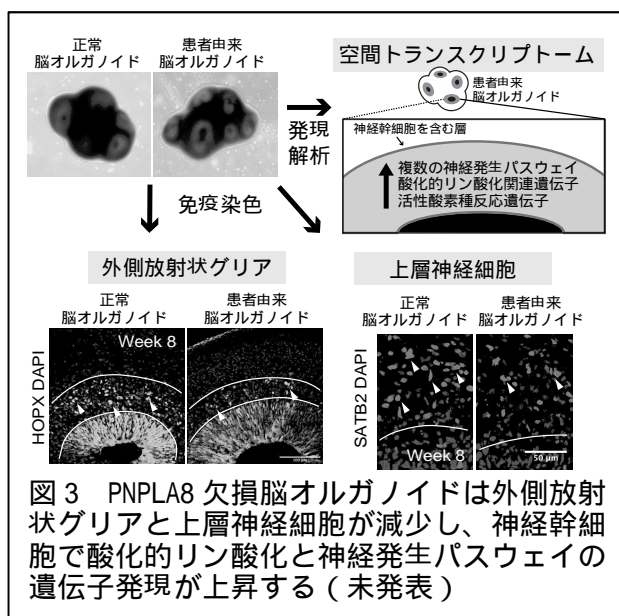 正常
脳オルガノイド
患者由来
脳オルガノイド
空間トランスクリプトーム
患者由来
脳オルガノイド
発現
解析
神経幹細胞を含む層
複数の神経発生パスウェイ
酸化的リン酸化関連遺伝子
活性酸素種反応遺伝子
免疫染色
外側放射状グリア
正常
脳オルガノイド
患者由来
脳オルガノイド
HOPX DAPI
Week 8
100 µm
上層神経細胞
正常
脳オルガノイド
患者由来
脳オルガノイド
SATB2 DAPI
Week 8
50 µm
図3 PNPLA8 欠損脳オルガノイドは外側放射
状グリアと上層神経細胞が減少し、神経幹細
胞で酸化的リン酸化と神経発生パスウェイの
遺伝子発現が上昇する(未発表)